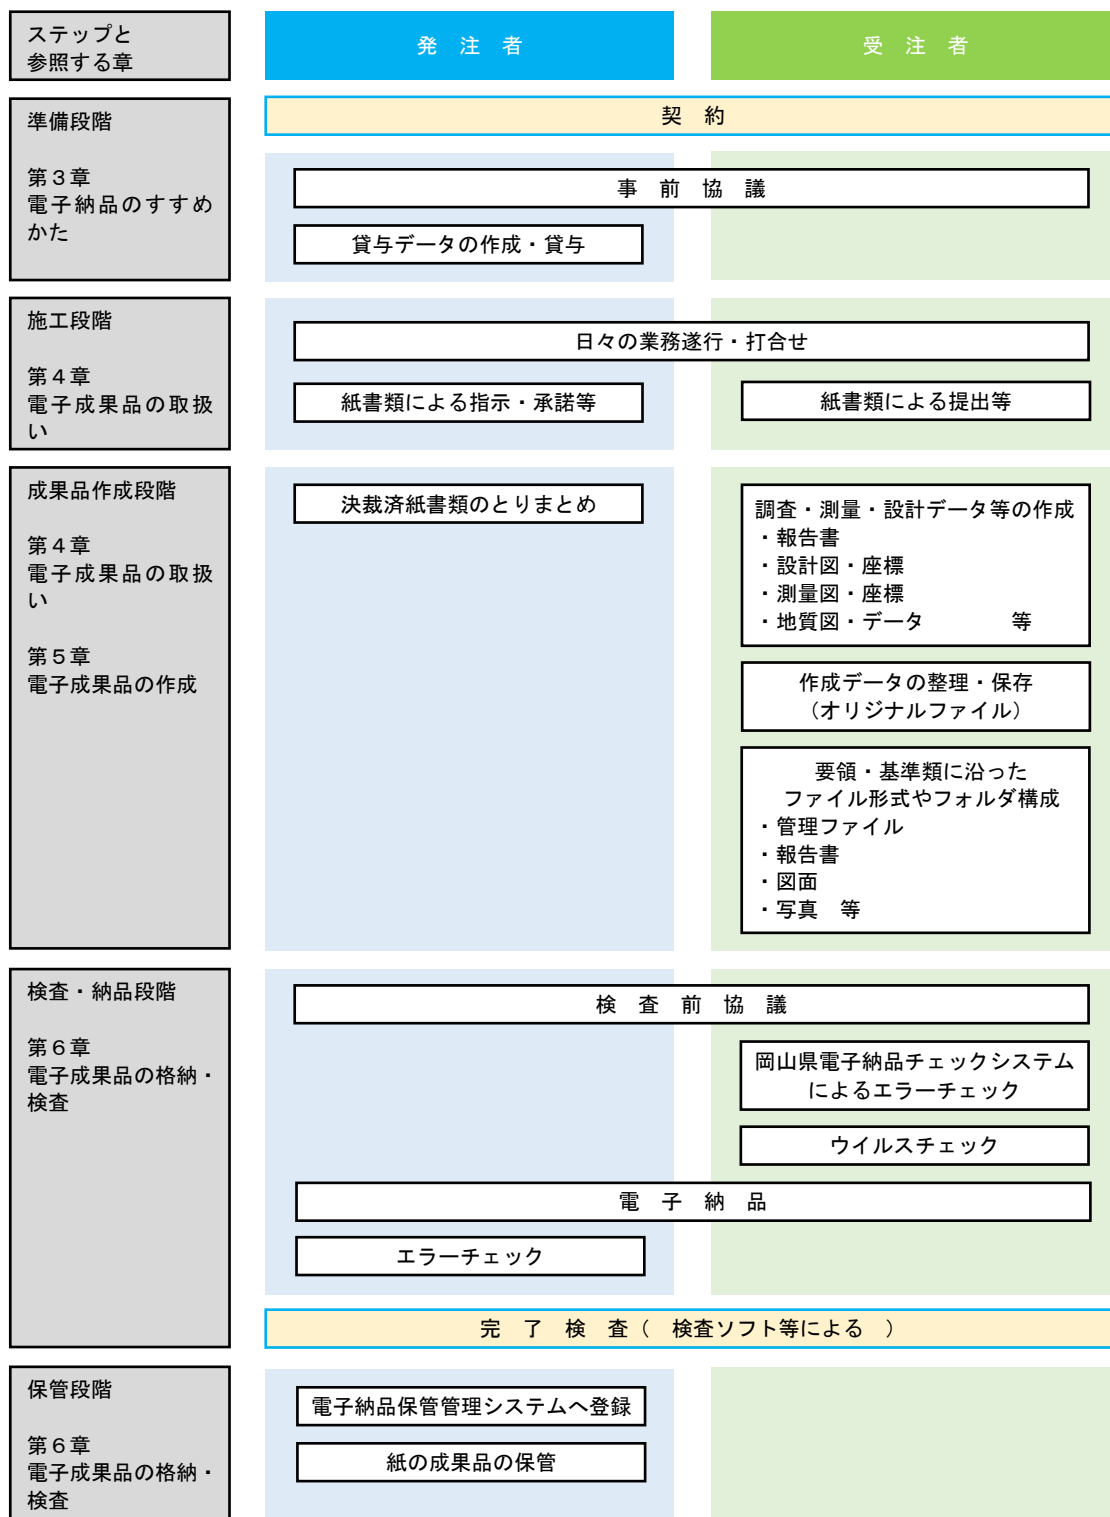 ステップと
参照する章
発　注　者
受　注　者
準備段階
第３章
電子納品のすすめ
かた
契　約
事　前　協　議
貸与データの作成・貸与
施工段階
第４章
電子成果品の取扱
い
日々の業務遂行・打合せ
紙書類による指示・承諾等
紙書類による提出等
成果品作成段階
第４章
電子成果品の取扱
い
第５章
電子成果品の作成
決裁済紙書類のとりまとめ
調査・測量・設計データ等の作成
・報告書
・設計図・座標
・測量図・座標
・地質図・データ　　　　等
作成データの整理・保存
（オリジナルファイル）
要領・基準類に沿った
ファイル形式やフォルダ構成
・管理ファイル
・報告書
・図面
・写真　等
検査・納品段階
第６章
電子成果品の格納・
検査
検　査　前　協　議
岡山県電子納品チェックシステム
によるエラーチェック
ウイルスチェック
電　子　納　品
エラーチェック
完　了　検　査（　検査ソフト等による　）
保管段階
第６章
電子成果品の格納・
検査
電子納品保管管理システムへ登録
紙の成果品の保管